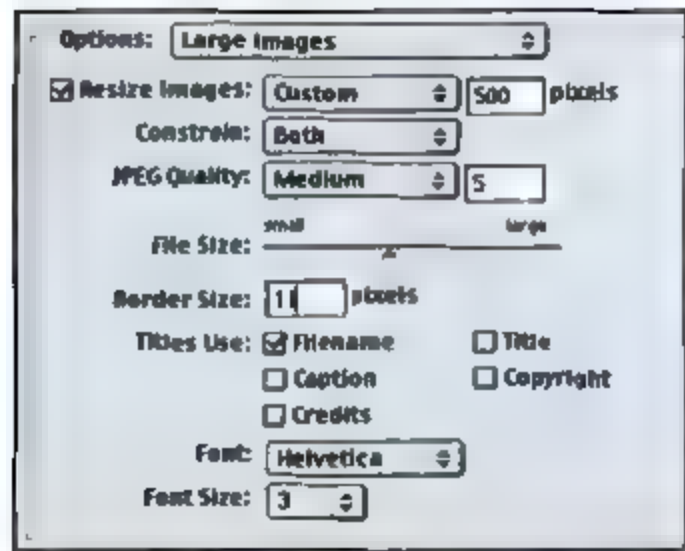 Options: Large Images
Resize Images: Custom 500 pixels
Constrain: Both
JPEG Quality: Medium 5
small large
File Size:
Border Size: 1 pixels
Titles Use: Filename Title
Caption Copyright
Credits
Font: Helvetica
Font Size: 3